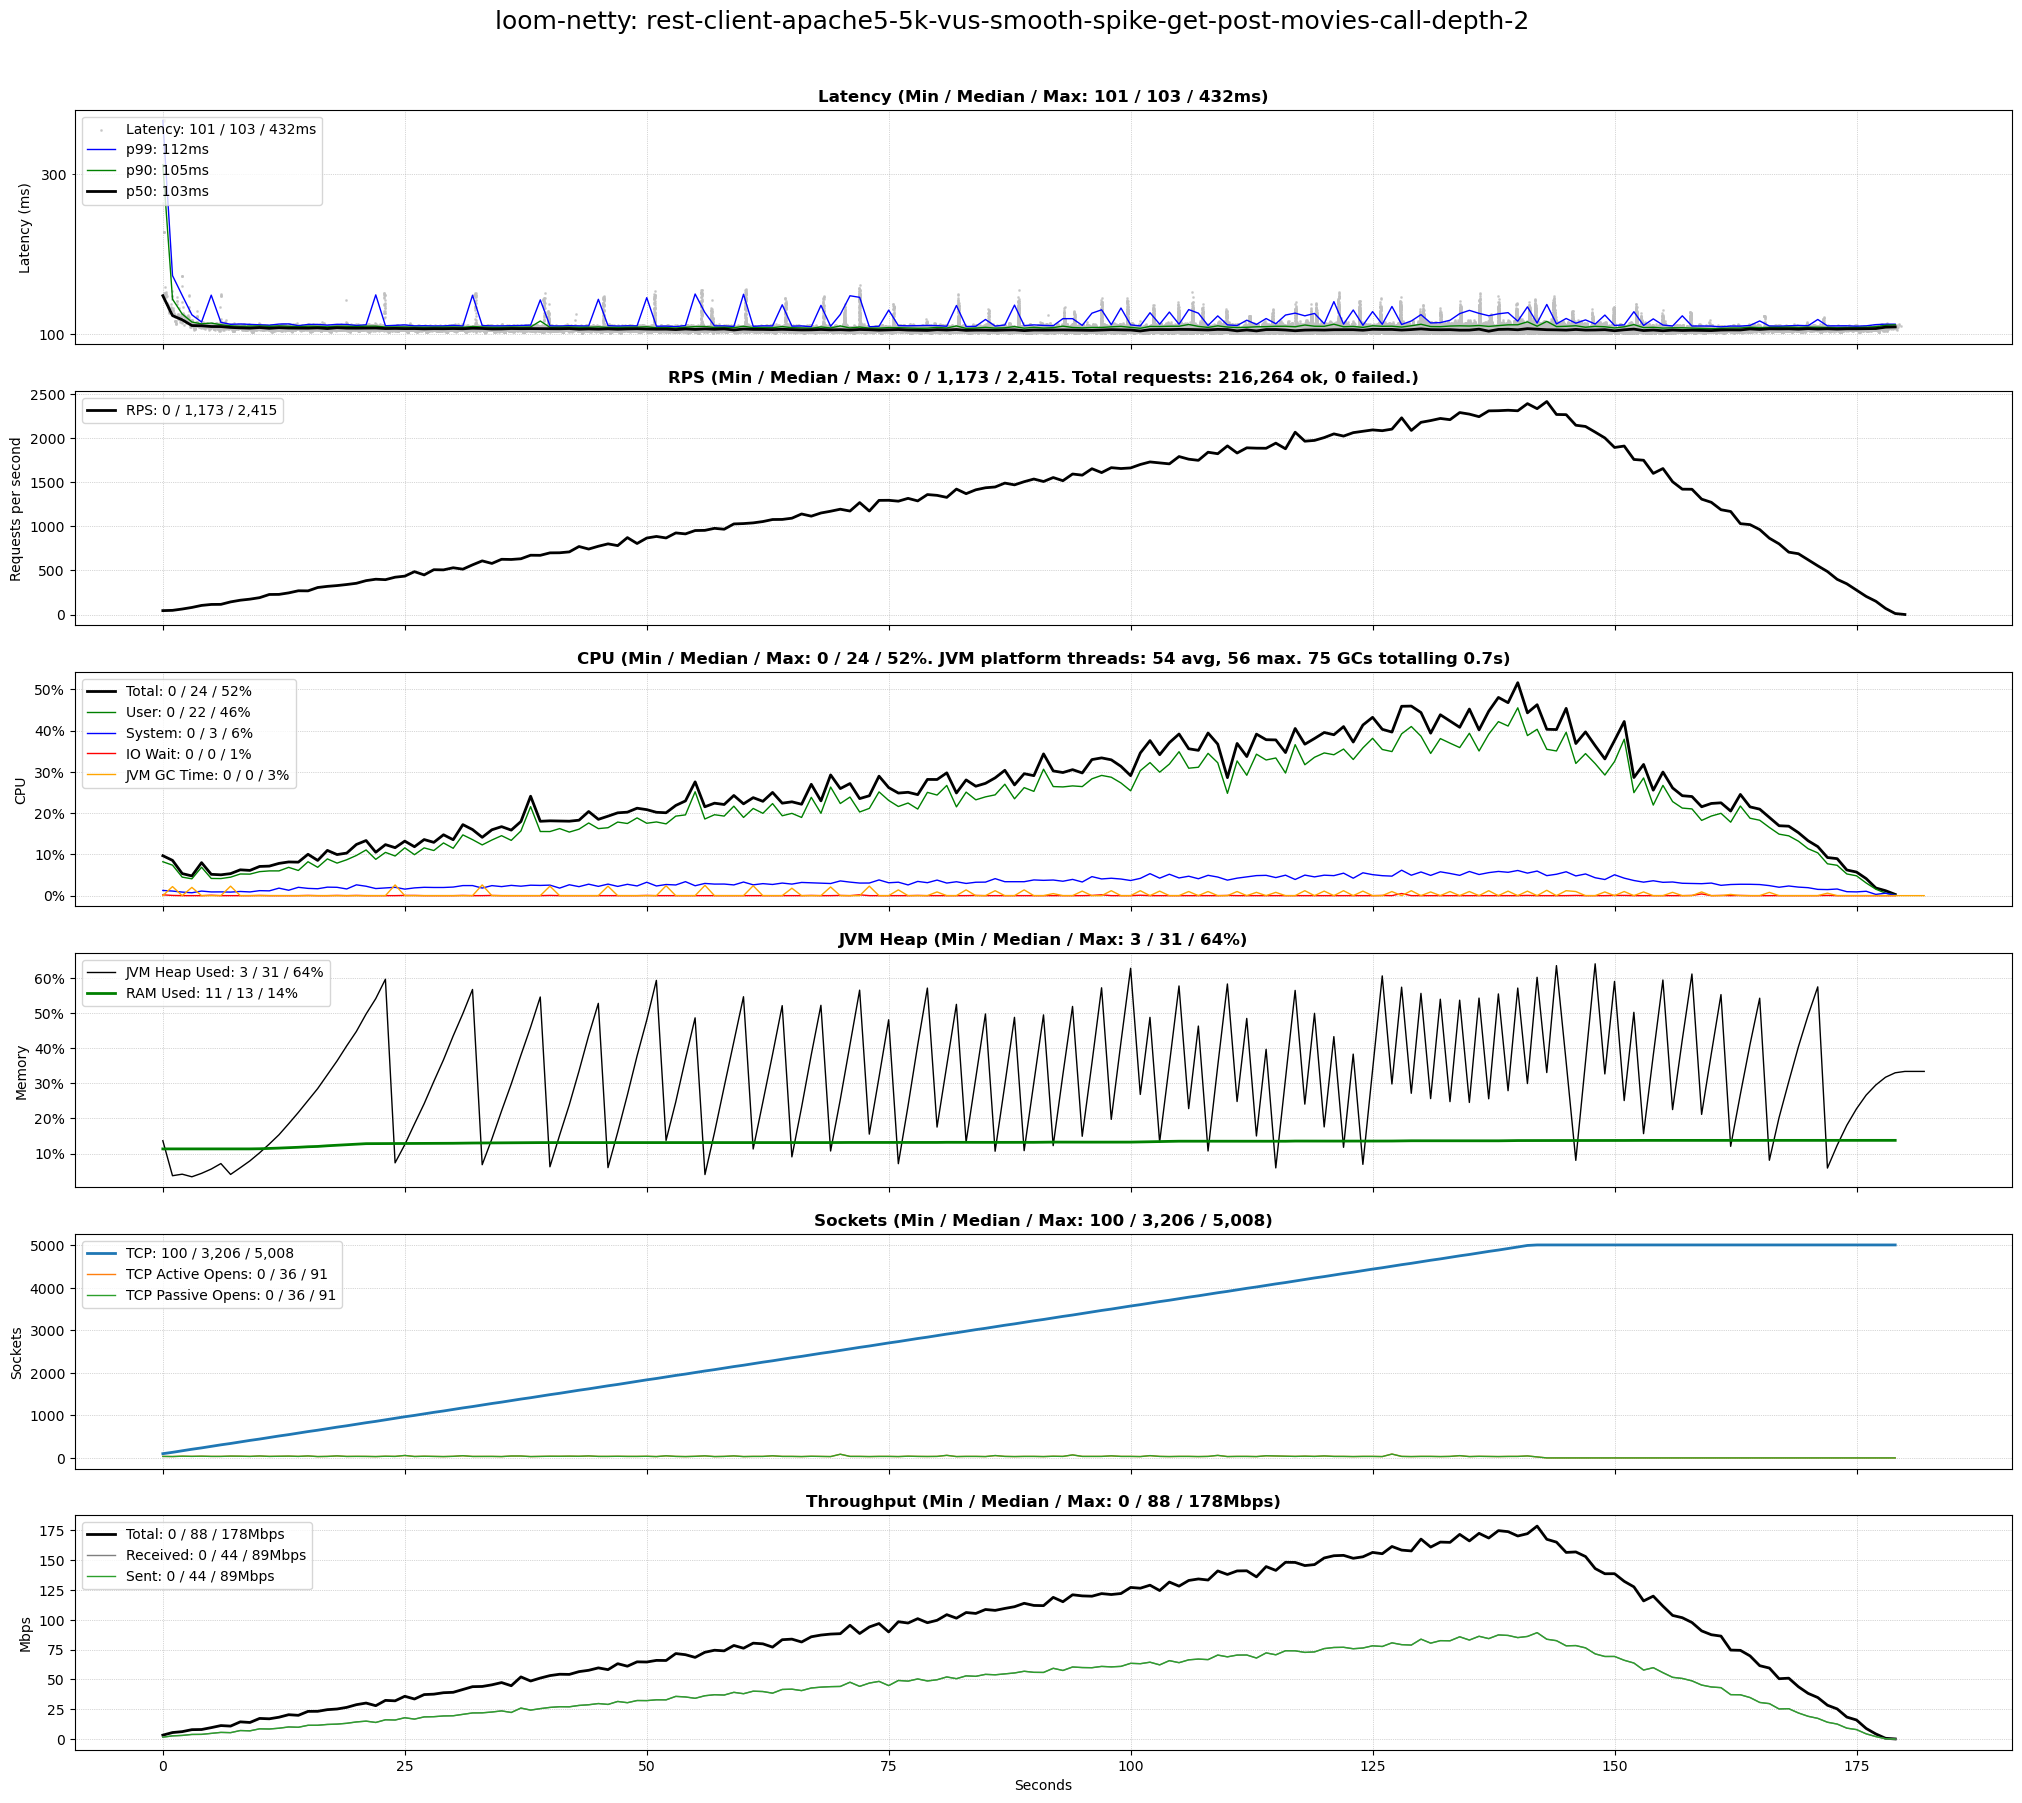 loom-netty: rest-client-apache5-5k-vus-smooth-spike-get-post-movies-call-depth-2
Latency (Min / Median / Max: 101 / 103 / 432ms)
Latency: 101 / 103 / 432ms
p99: 112ms
p90: 105ms
p50: 103ms
Latency (ms)
300
100
RPS (Min / Median / Max: 0 / 1,173 / 2,415. Total requests: 216,264 ok, 0 failed.)
RPS: 0 / 1,173 / 2,415
Requests per second
2500
2000
1500
1000
500
0
CPU (Min / Median / Max: 0 / 24 / 52%. JVM platform threads: 54 avg, 56 max. 75 GCs totalling 0.7s)
Total: 0 / 24 / 52%
User: 0 / 22 / 46%
System: 0 / 3 / 6%
IO Wait: 0 / 0 / 1%
JVM GC Time: 0 / 0 / 3%
CPU
50%
40%
30%
20%
10%
0%
JVM Heap (Min / Median / Max: 3 / 31 / 64%)
JVM Heap Used: 3 / 31 / 64%
RAM Used: 11 / 13 / 14%
Memory
60%
50%
40%
30%
20%
10%
Sockets (Min / Median / Max: 100 / 3,206 / 5,008)
TCP: 100 / 3,206 / 5,008
TCP Active Opens: 0 / 36 / 91
TCP Passive Opens: 0 / 36 / 91
Sockets
5000
4000
3000
2000
1000
0
Throughput (Min / Median / Max: 0 / 88 / 178Mbps)
Total: 0 / 88 / 178Mbps
Received: 0 / 44 / 89Mbps
Sent: 0 / 44 / 89Mbps
Mbps
175
150
125
100
75
50
25
0
0 25 50 75 100 125 150 175
Seconds